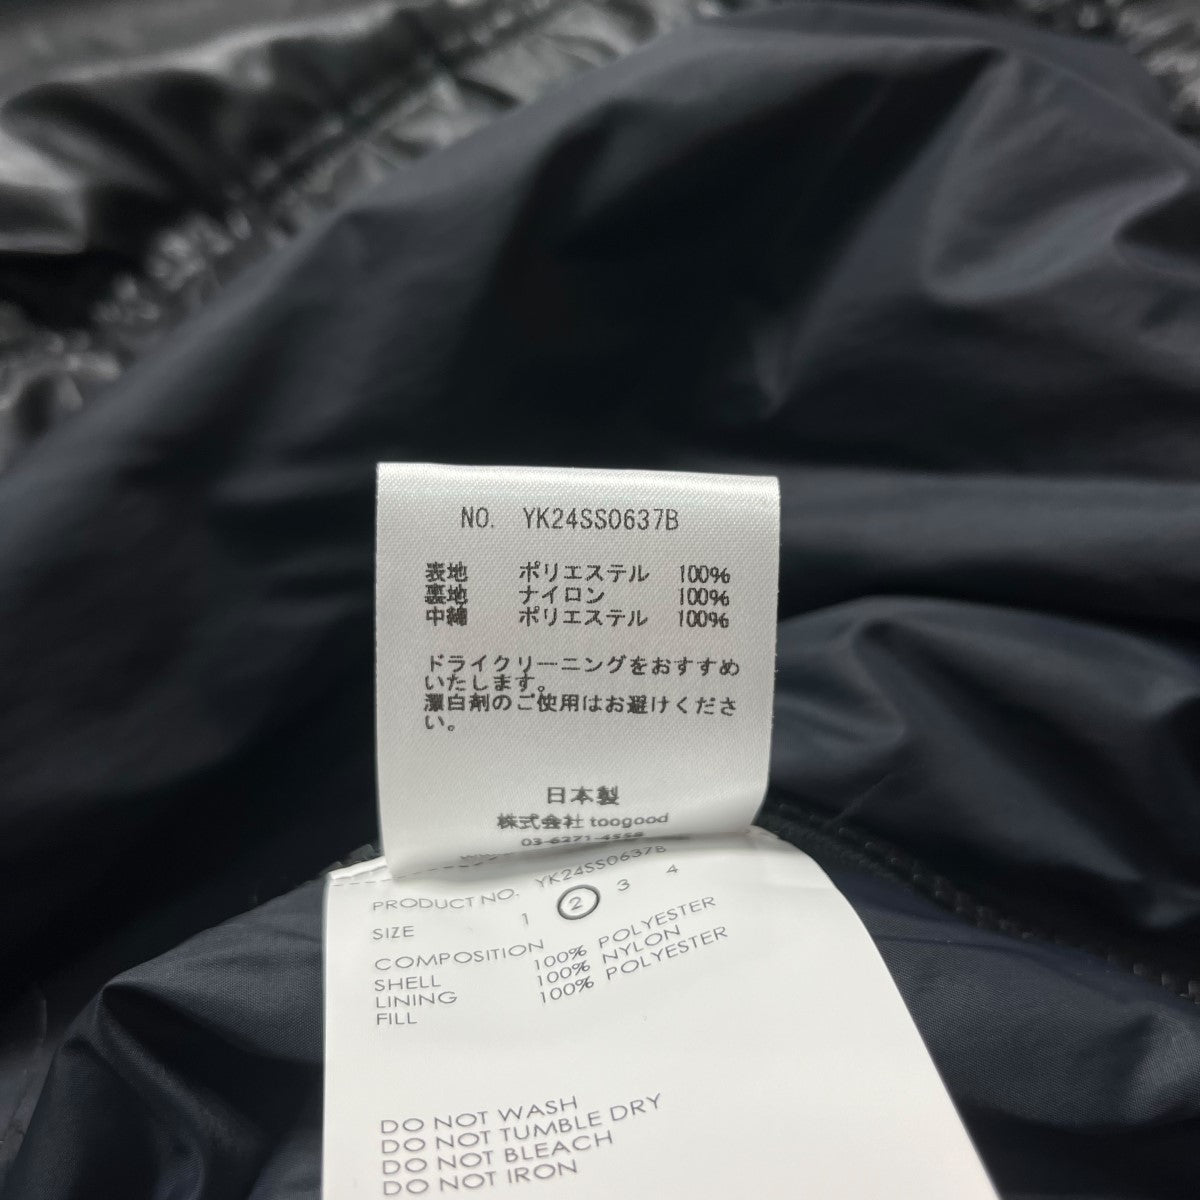 NO. YK24SS0637B
表地 ポリエステル 100%
裏地 ナイロン 100%
中綿 ポリエステル 100%
ドライクリーニングをおすすめ
いたします。
漂白剤のご使用はお避けくださ
い。
日本製
株式会社 toogood
03-6271-4558
PRODUCT NO. YK24SS0637B
SIZE 1 2 3 4
COMPOSITION
SHELL 100% POLYESTER
LINING 100% NYLON
FILL 100% POLYESTER
DO NOT WASH
DO NOT TUMBLE DRY
DO NOT BLEACH
DO NOT IRON